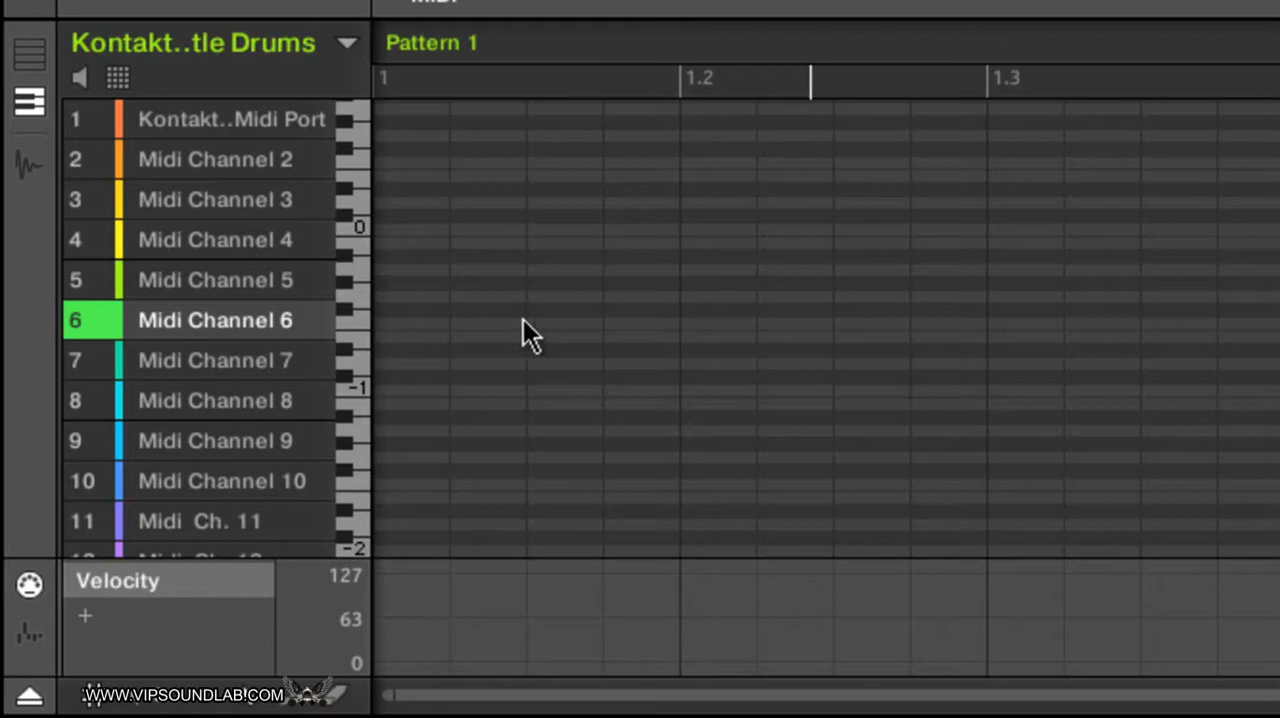 Kontakt..tle Drums
Pattern 1
1 1.2 1.3
1 Kontakt..Midi Port
2 Midi Channel 2
3 Midi Channel 3
0
4 Midi Channel 4
5 Midi Channel 5
6 Midi Channel 6
7 Midi Channel 7
-1
8 Midi Channel 8
9 Midi Channel 9
10 Midi Channel 10
11 Midi Ch. 11
-2
Velocity 127
+ 63
0
WWW.VIPSOUNDLAB.COM